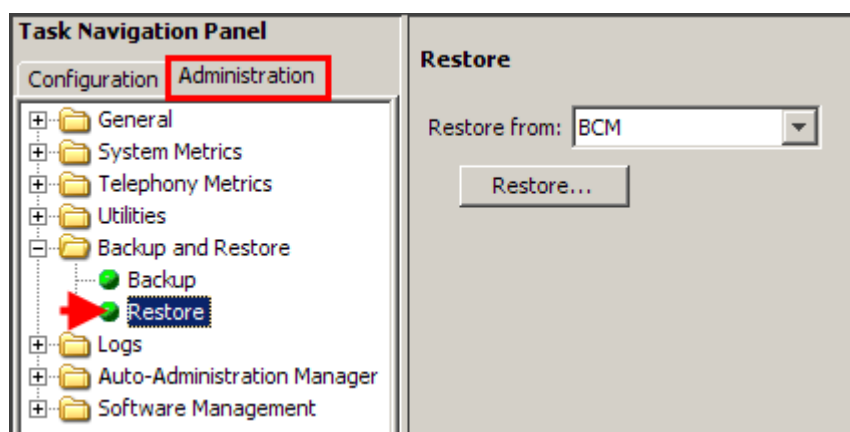 Task Navigation Panel
Configuration Administration
General
System Metrics
Telephony Metrics
Utilities
Backup and Restore
Backup
Restore
Logs
Auto-Administration Manager
Software Management
Restore
Restore from: BCM
Restore...